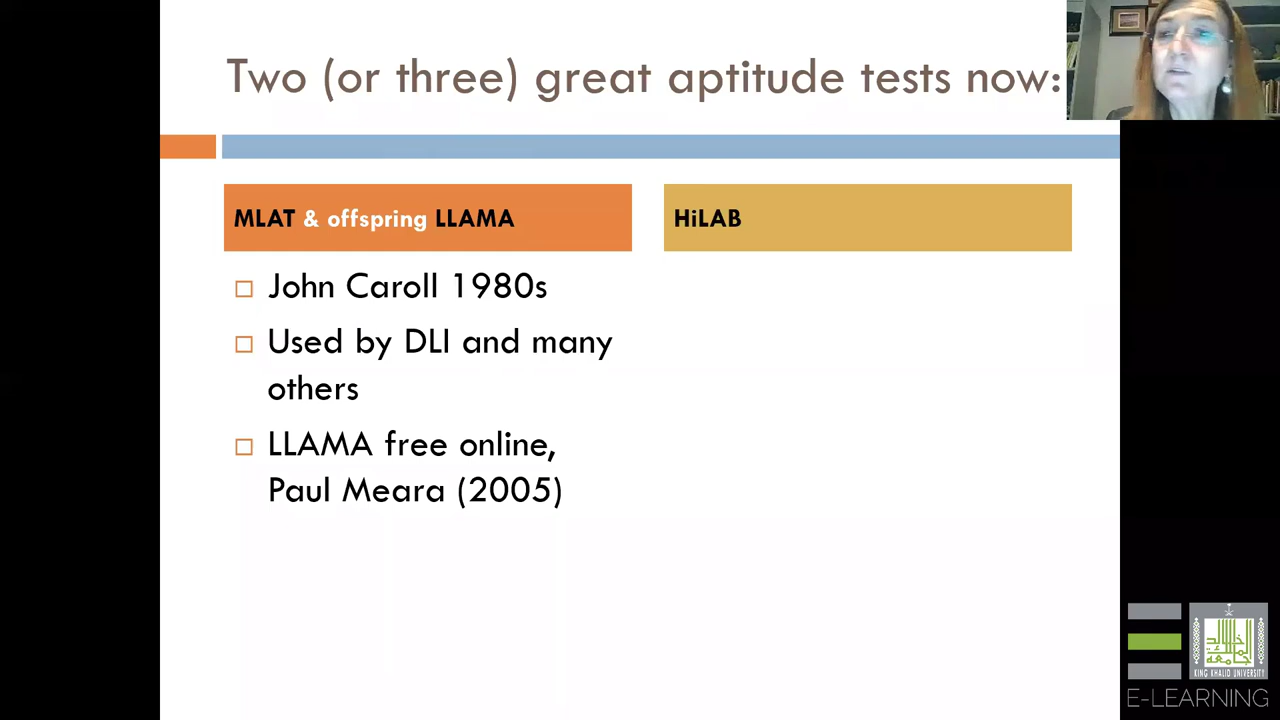 Two (or three) great aptitude tests now:
MLAT & offspring LLAMA
HiLAB
John Caroll 1980s
Used by DLI and many
others
LLAMA free online,
Paul Meara (2005)
KING KHALID UNIVERSITY
E-LEARNING